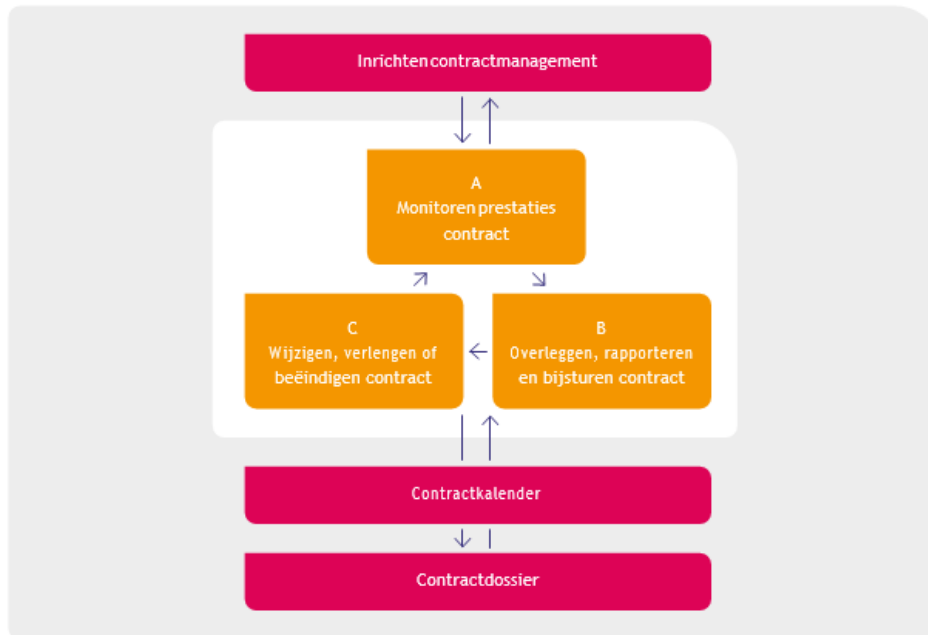 Inrichten contractmanagement
A
Monitoren prestaties
contract
C
Wijzigen, verlengen of
beëindigen contract
B
Overleggen, rapporteren
en bijsturen contract
Contractkalender
Contractdossier